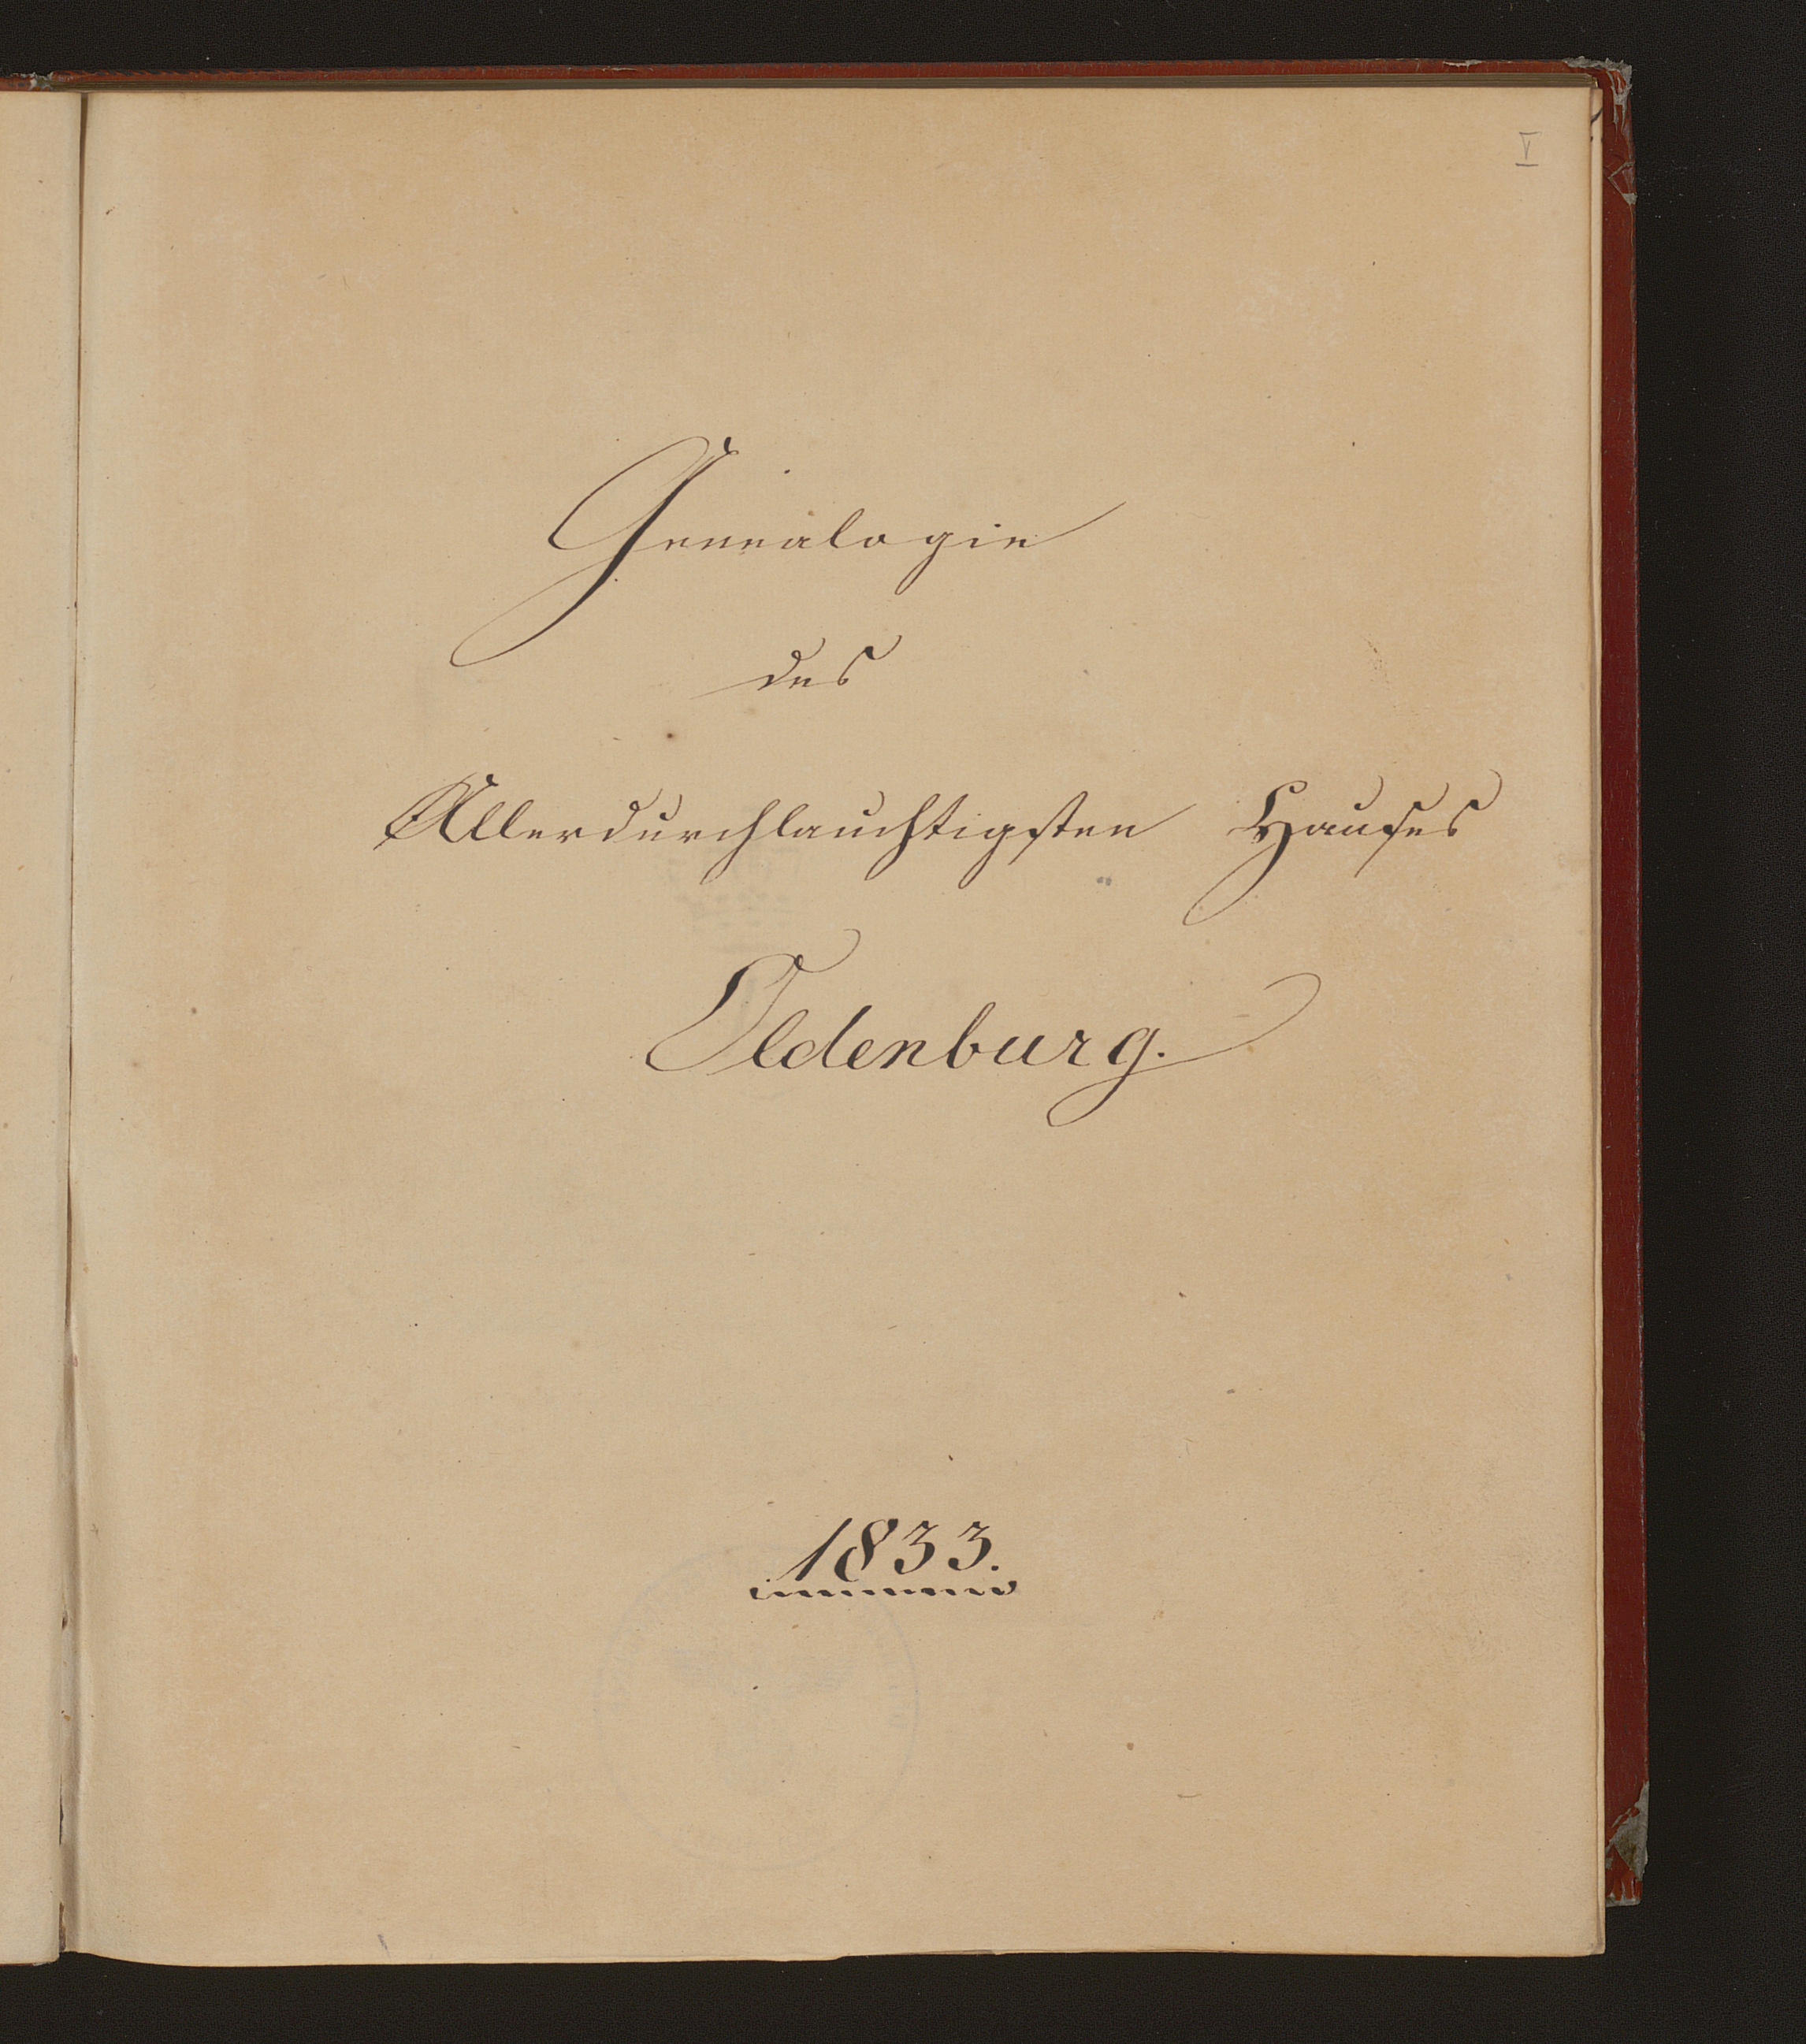 V
Genealogie
des
Allerdurchlauchtigsten Hauses
Oldenburg.
1833.